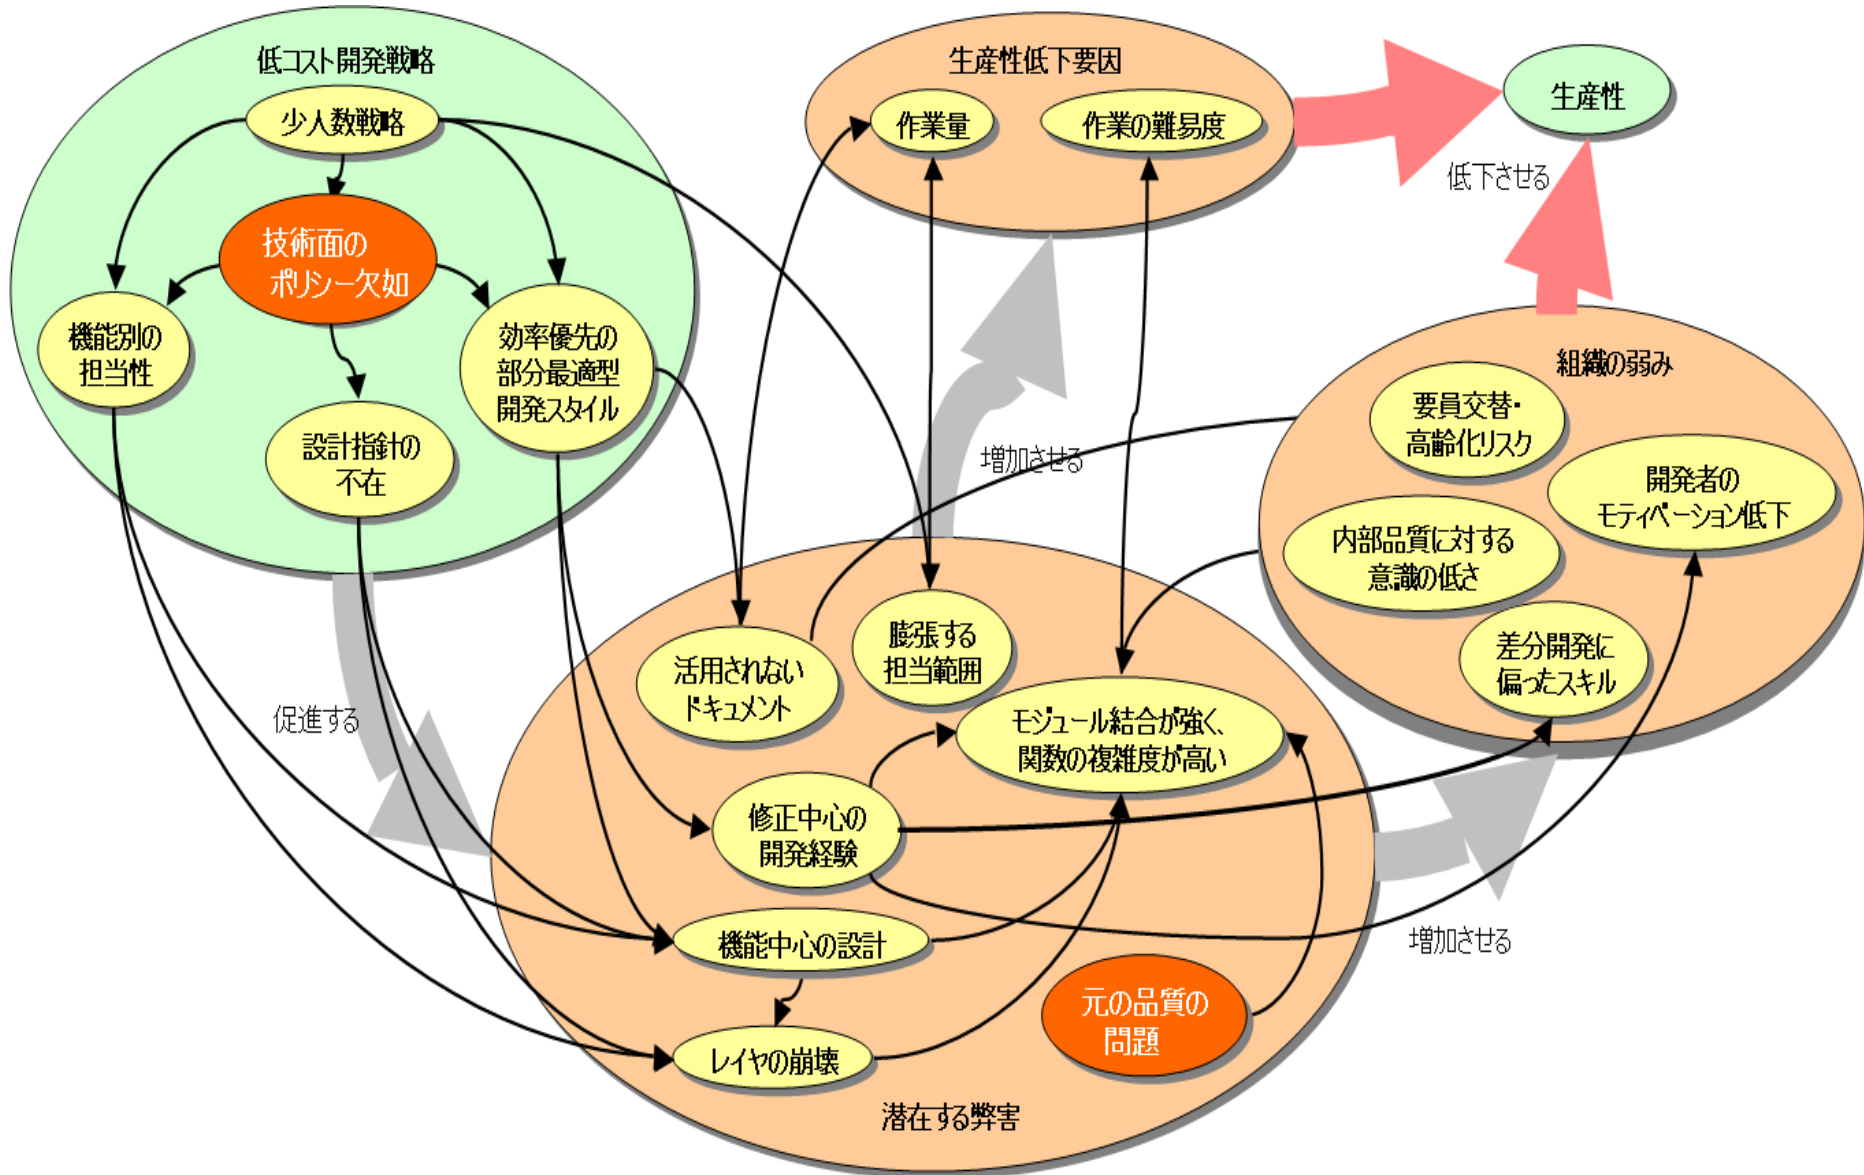 低コスト開発戦略
少人数戦略
技術面の
ポリシー欠如
機能別の
担当性
効率優先の
部分最適型
開発スタイル
設計指針の
不在
生産性低下要因
作業量
作業の難易度
生産性
低下させる
組織の弱み
要員交替・
高齢化リスク
開発者の
モティベーション低下
内部品質に対する
意識の低さ
差分開発に
偏ったスキル
増加させる
促進する
活用されない
ドキュメント
膨張する
担当範囲
モジュール結合が強く、
関数の複雑度が高い
修正中心の
開発経験
機能中心の設計
レイヤの崩壊
元の品質の
問題
潜在する弊害
増加させる